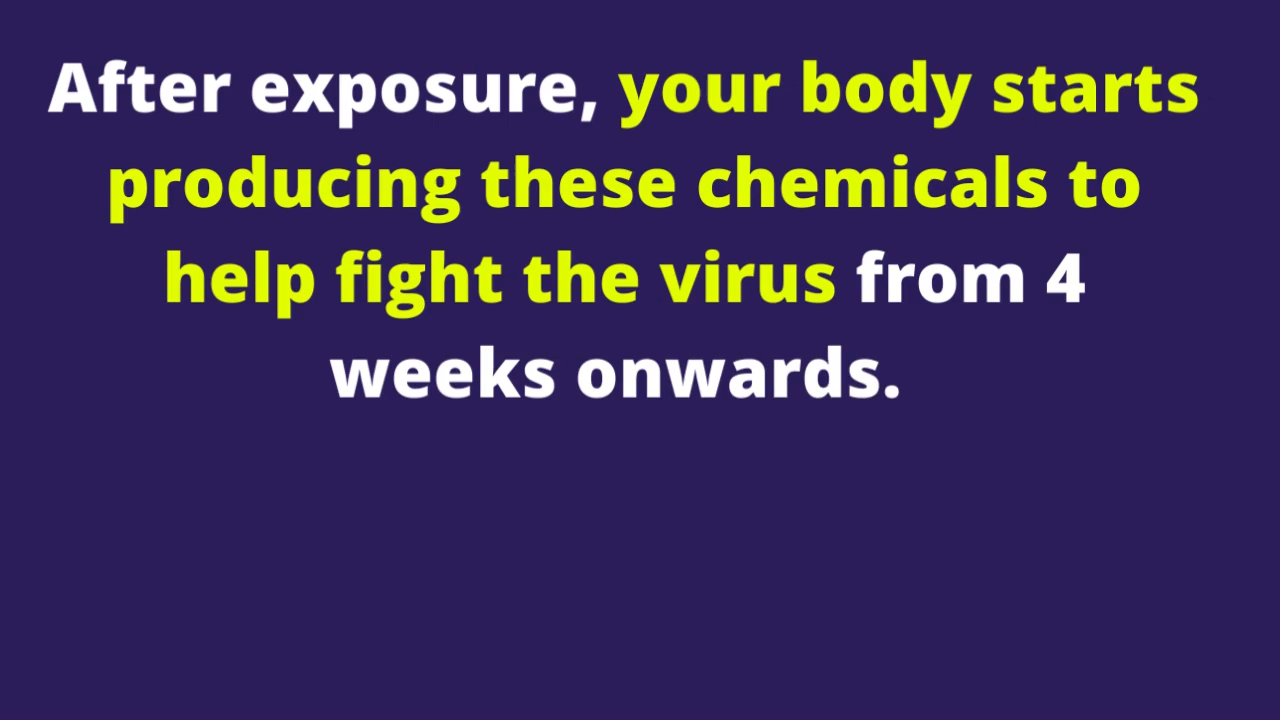 After exposure, your body starts
producing these chemicals to
help fight the virus from 4
weeks onwards.